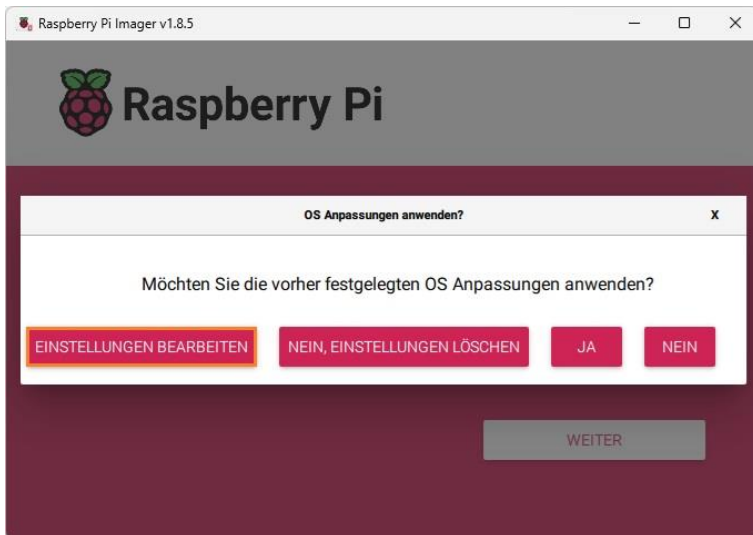 Raspberry Pi Imager v1.8.5
Raspberry Pi
OS Anpassungen anwenden?
X
Möchten Sie die vorher festgelegten OS Anpassungen anwenden?
EINSTELLUNGEN BEARBEITEN
NEIN, EINSTELLUNGEN LÖSCHEN
JA
NEIN
WEITER